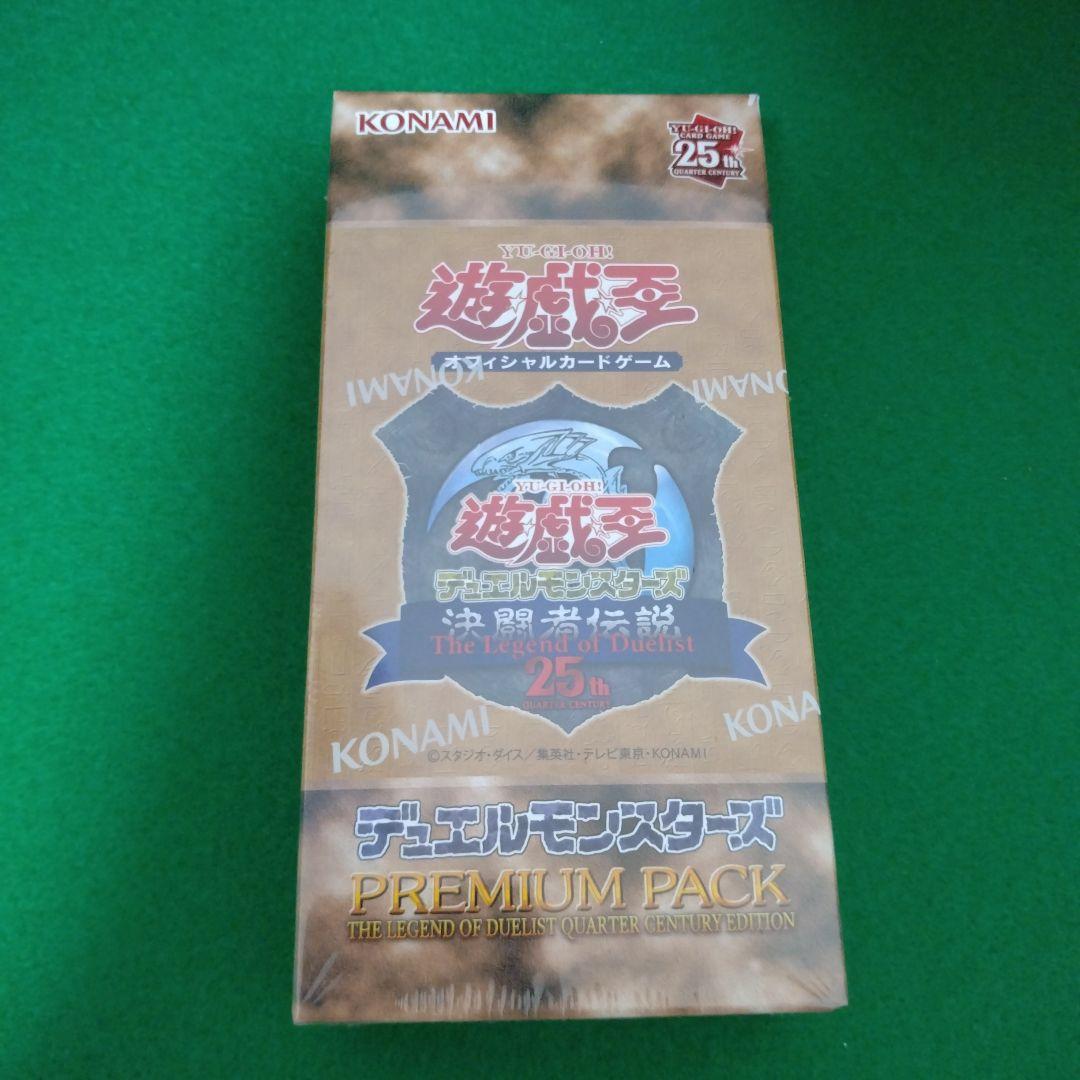 KONAMI
YU-GI-OH!
CARD GAME
25th
QUARTER CENTURY
YU-GI-OH!
遊戯王
オフィシャルカードゲーム
KONAMI
KONAMI
YU-GI-OH!
遊戯王
デュエルモンスターズ
決闘者伝説
The Legend of Duelist
25th
QUARTER CENTURY
KONAMI
KONA
©スタジオ・ダイス/集英社・テレビ東京・KONAMI
デュエルモンスターズ
PREMIUM PACK
THE LEGEND OF DUELIST QUARTER CENTURY EDITION